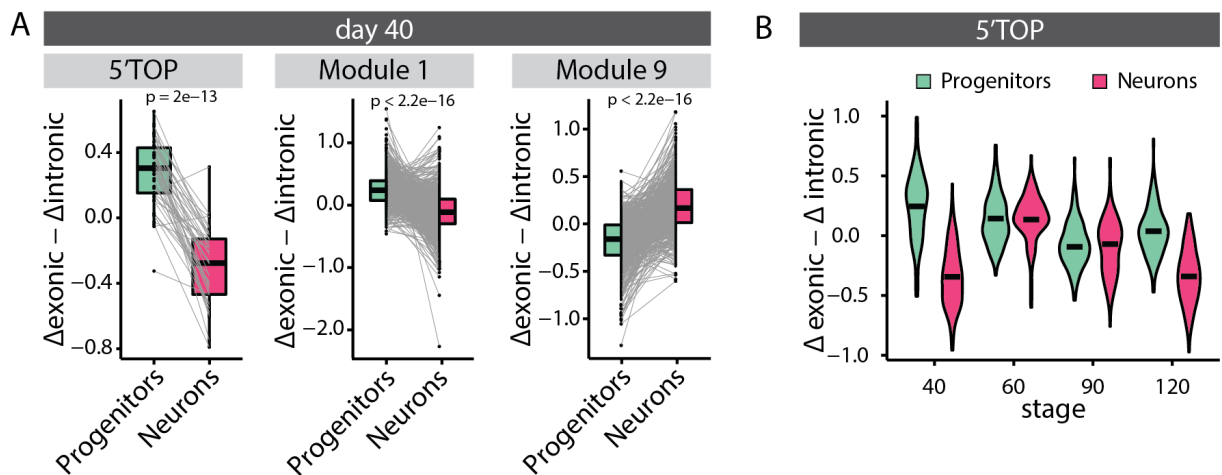 A
day 40
5'TOP
p = 2e−13
Δexonic − Δintronic
0.4
0.0
−0.4
−0.8
Progenitors
Neurons
Module 1
p < 2.2e−16
Δexonic − Δintronic
1.0
0.0
−1.0
−2.0
Progenitors
Neurons
Module 9
p < 2.2e−16
Δexonic − Δintronic
1.0
0.5
0.0
−0.5
−1.0
Progenitors
Neurons
B
5'TOP
Progenitors Neurons
Δ exonic − Δ intronic
1.0
0.5
0.0
−0.5
−1.0
40 60 90 120
stage